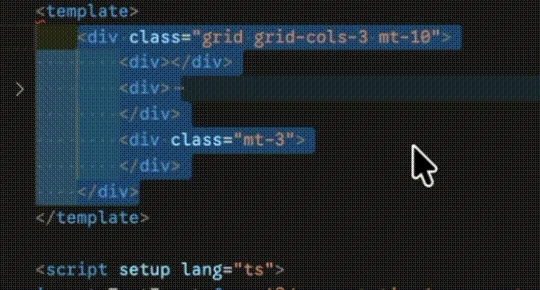 <template>
<div class="grid grid-cols-3 mt-10">
<div></div>
<div>
</div>
<div class="mt-3">
</div>
</div>
</template>
<script setup lang="ts">